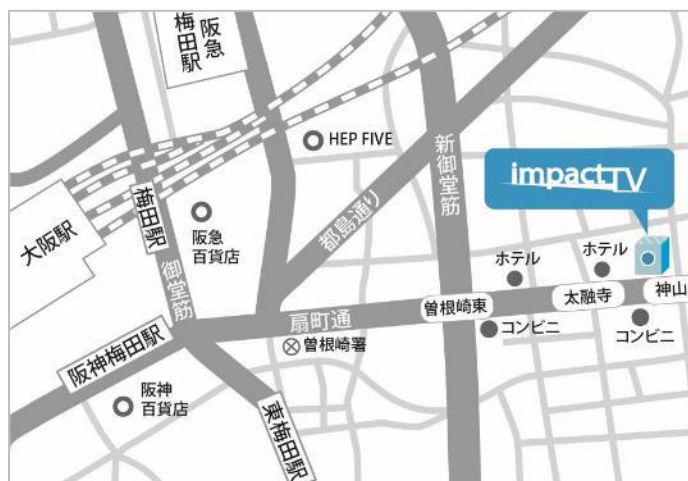 阪急
梅田駅
HEP FIVE
新御堂筋
impactTV
梅田駅
都島通り
大阪駅
阪急
百貨店
御堂筋
ホテル
ホテル
神山
太融寺
曽根崎東
扇町通
コンビニ
コンビニ
曽根崎署
阪神梅田駅
阪神
百貨店
東梅田駅